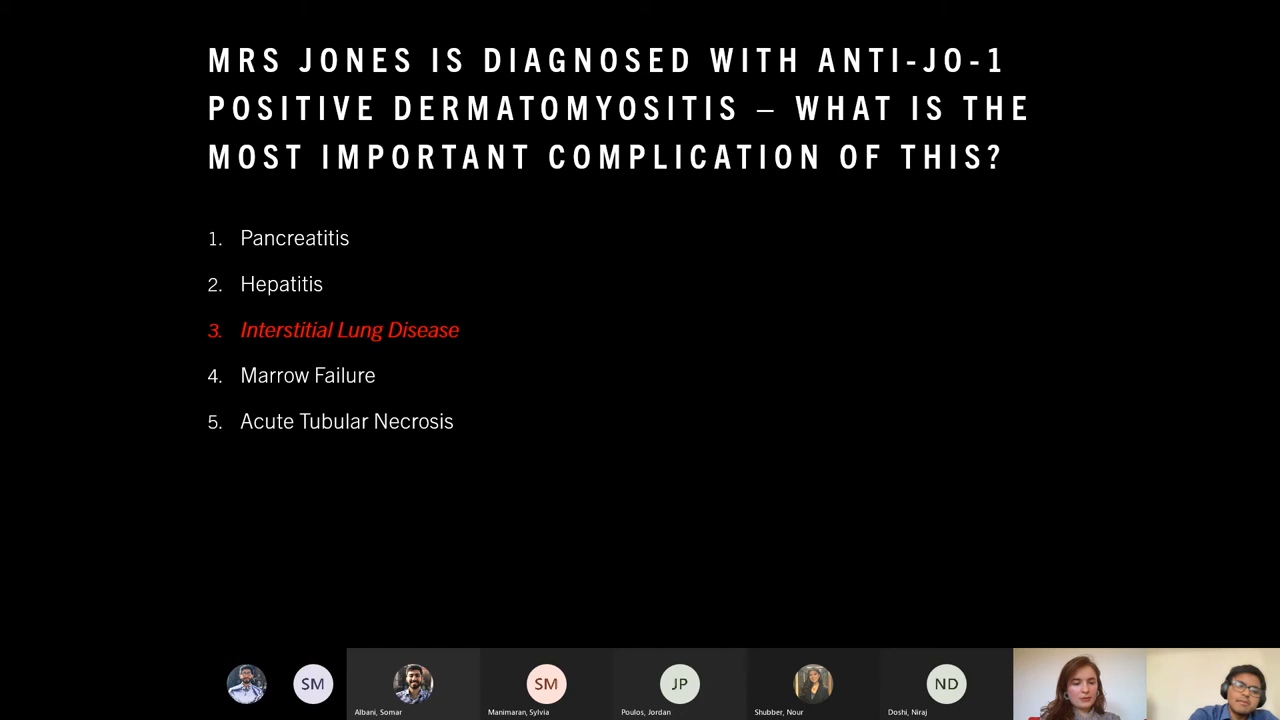 MRS JONES IS DIAGNOSED WITH ANTI-JO-1
POSITIVE DERMATOMYOSITIS – WHAT IS THE
MOST IMPORTANT COMPLICATION OF THIS?
1. Pancreatitis
2. Hepatitis
3. Interstitial Lung Disease
4. Marrow Failure
5. Acute Tubular Necrosis
SM
SM
JP
ND
Albani, Somar
Manimaran, Sylvia
Poulos, Jordan
Shubber, Nour
Doshi, Niraj